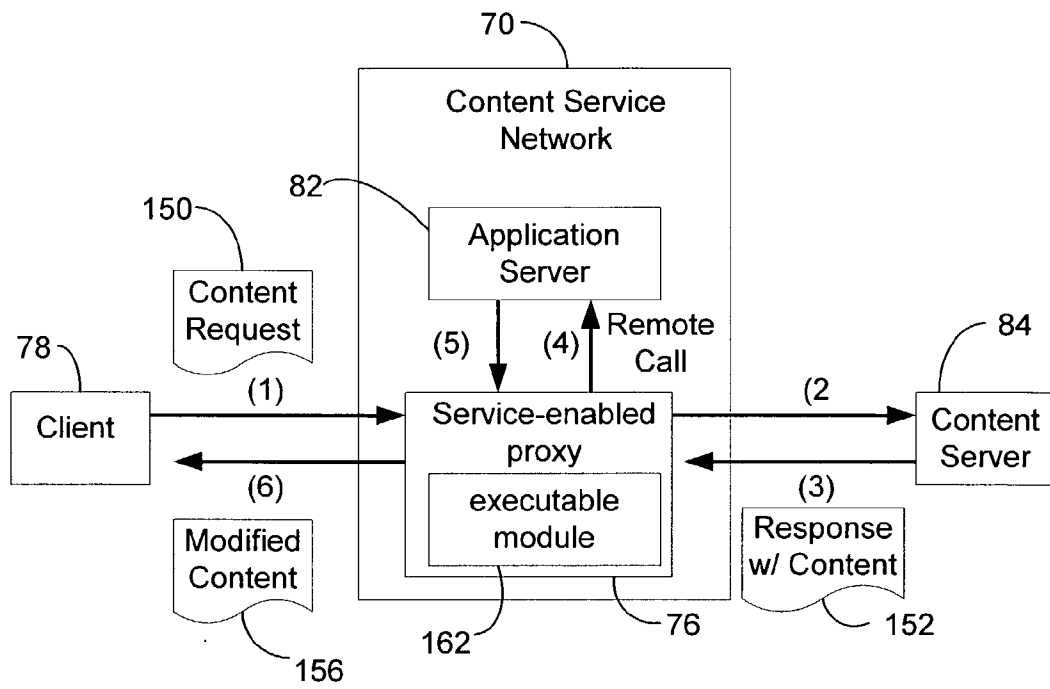 70
Content Service
Network
82
150
Application
Server
Content
Request
(5)
(4)
Remote
Call
84
78
(1)
(2)
Client
Service-enabled
proxy
Content
Server
(6)
(3)
executable
module
Modified
Content
Response
w/ Content
162
76
152
156